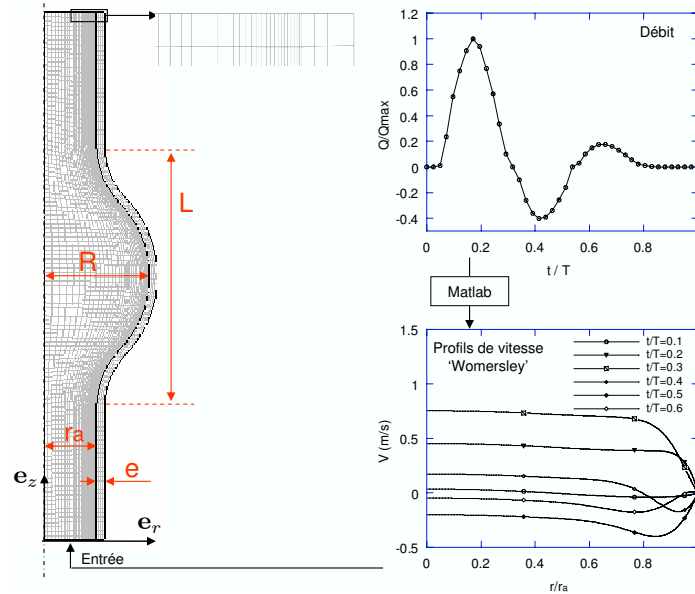 L
R
ra
e
e_z
e_r
Entrée
Débit
Q/Qmax
1.2
1
0.8
0.6
0.4
0.2
0
-0.2
-0.4
0 0.2 0.4 0.6 0.8
t / T
Matlab
Profils de vitesse
‘Womersley’
t/T=0.1
t/T=0.2
t/T=0.3
t/T=0.4
t/T=0.5
t/T=0.6
V (m/s)
1.5
1
0.5
0
-0.5
0 0.2 0.4 0.6 0.8
r/ra